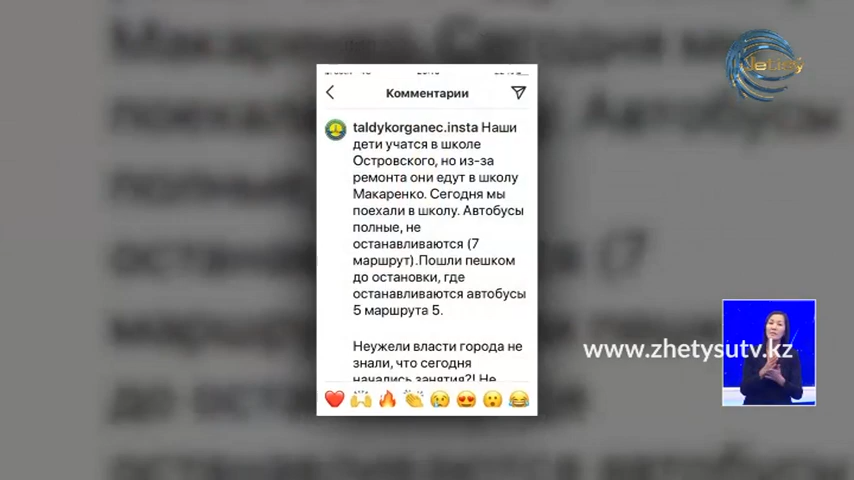 Jetisý
Комментарии
taldykorganec.insta Наши
дети учатся в школе
Островского, но из-за
ремонта они едут в школу
Макаренко. Сегодня мы
поехали в школу. Автобусы
полные, не
останавливаются (7
маршрут).Пошли пешком
до остановки, где
останавливаются автобусы
5 маршрута 5.
Неужели власти города не
знали, что сегодня
начались занятия?! Не
www.zhetysutv.kz